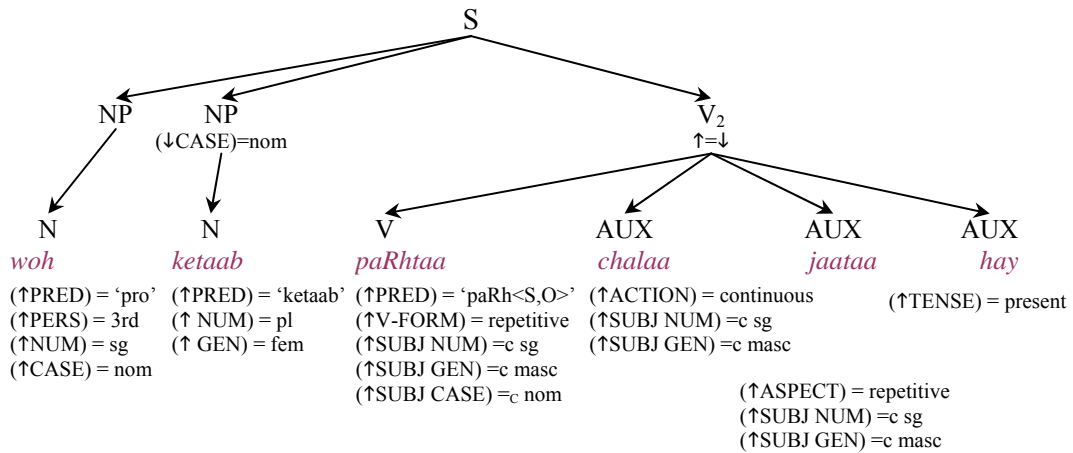 S
NP NP V₂
(↓CASE)=nom ↑=↓
N N V AUX AUX AUX
woh ketaab paRhtaa chalaa jaataa hay
(↑PRED) = ‘pro’ (↑PRED) = ‘ketaab’ (↑PRED) = ‘paRh<S,O>’ (↑ACTION) = continuous (↑TENSE) = present
(↑PERS) = 3rd (↑ NUM) = pl (↑V-FORM) = repetitive (↑SUBJ NUM) =c sg
(↑NUM) = sg (↑ GEN) = fem (↑SUBJ NUM) =c sg (↑SUBJ GEN) =c masc
(↑CASE) = nom (↑SUBJ GEN) =c masc
(↑SUBJ CASE) =c nom (↑ASPECT) = repetitive
(↑SUBJ NUM) =c sg
(↑SUBJ GEN) =c masc